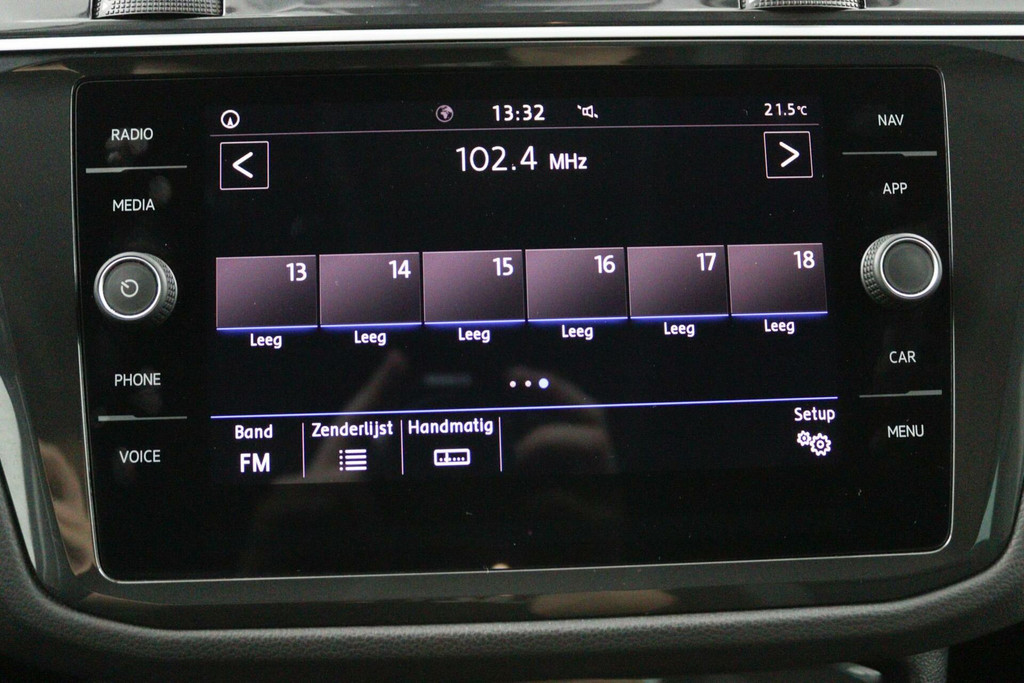 RADIO
MEDIA
PHONE
VOICE
13:32
21.5°C
<
102.4 MHz
>
13 14 15 16 17 18
Leeg Leeg Leeg Leeg Leeg Leeg
Band Zenderlijst Handmatig Setup
FM
NAV
APP
CAR
MENU